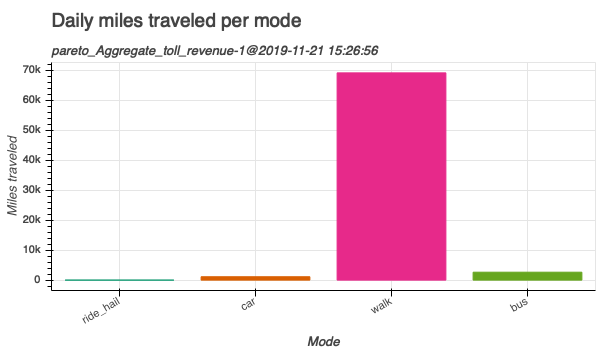 Daily miles traveled per mode
pareto_Aggregate_toll_revenue-1@2019-11-21 15:26:56
Miles traveled
70k
60k
50k
40k
30k
20k
10k
0
ride_hail
car
walk
bus
Mode